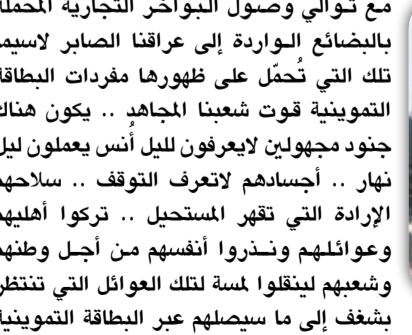 مع توالي وصول البواخر التجارية المحملة
بالبضائع الواردة إلى عراقنا الصابر لاسيما
تلك التي تُحمّل على ظهورها مفردات البطاقة
التموينية قوت شعبنا المجاهد .. يكون هناك
جنود مجهولين لايعرفون لليل أُنس يعملون ليل
نهار .. أجسادهم لاتعرف التوقف .. سلاحهم
الإرادة التي تقهر المستحيل .. تركوا أهليهم
وعوائلهم ونـذروا أنفسهم من أجـل وطنهم
وشعبهم لينقلوا لمسة لتلك العوائل التي تنتظر
بشغف إلى ما سيصلهم عبر البطاقة التموينية